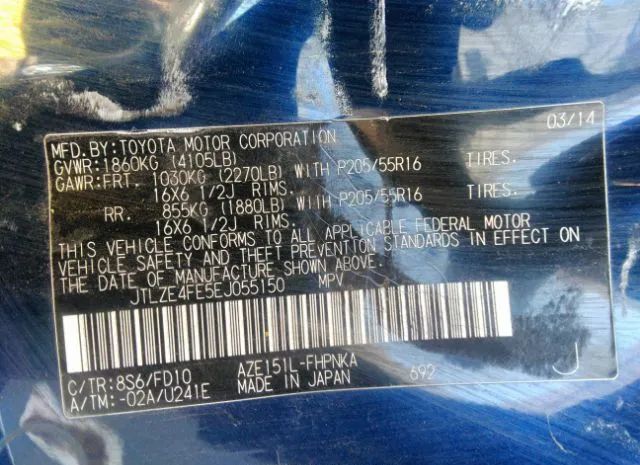 MFD.BY:TOYOTA MOTOR CORPORATION 03/14
GVWR:1860KG (4105LB)
GAWR:FRT. 1030KG (2270LB) WITH P205/55R16 TIRES.
16X6 1/2J RIMS.
RR. 855KG (1880LB) WITH P205/55R16 TIRES.
16X6 1/2J RIMS.
THIS VEHICLE CONFORMS TO ALL APPLICABLE FEDERAL MOTOR
VEHICLE SAFETY AND THEFT PREVENTION STANDARDS IN EFFECT ON
THE DATE OF MANUFACTURE SHOWN ABOVE.
JTLZE4FE5EJ055150 MPV
C/TR:8S6/FD10 AZE151L-FHPNKA 692 J
A/TM:-02A/U241E MADE IN JAPAN